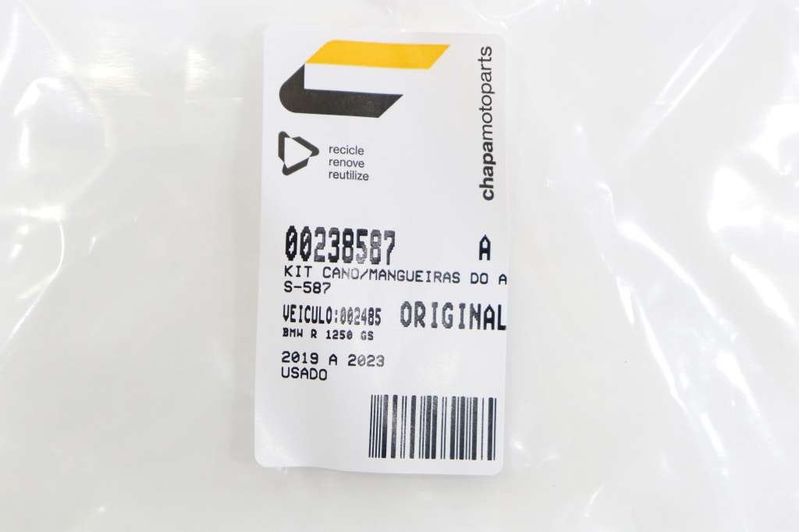 chapamotoparts
recicle
renove
reutilize
00238587 A
KIT CANO/MANGUEIRAS DO A
S-587
VEICULO:002485 ORIGINAL
BMW R 1250 GS
2019 A 2023
USADO